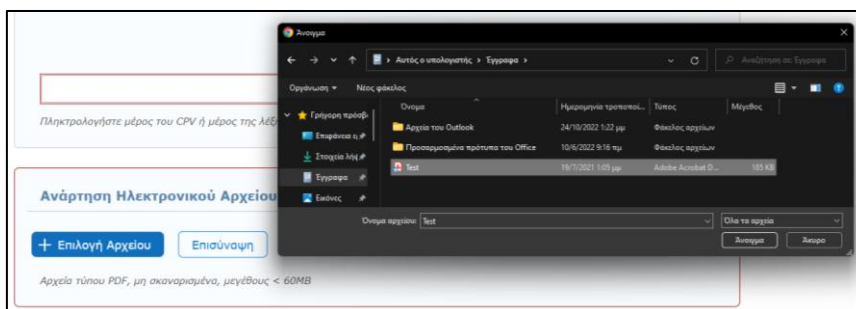 Άνοιγμα
Αυτός ο υπολογιστής > Έγγραφα >
Αναζήτηση σε: Έγγραφα
Οργάνωση
Νέος φάκελος
Όνομα
Ημερομηνία τροποποί...
Τύπος
Μέγεθος
Γρήγορη πρόσβ
Επιφάνεια ε
Στοιχεία λήψ
Έγγραφα
Εικόνες
Αρχεία του Outlook
24/10/2022 1:22 μμ
Φάκελος αρχείων
Προσαρμοσμένα πρότυπα του Office
10/6/2022 9:16 πμ
Φάκελος αρχείων
Test
19/7/2021 1:05 μμ
Adobe Acrobat D...
185 KB
Όνομα αρχείου: Test
Όλα τα αρχεία
Άνοιγμα
Άκυρο
Πληκτρολογήστε μέρος του CPV ή μέρος της λέξη
Ανάρτηση Ηλεκτρονικού Αρχείου
+ Επιλογή Αρχείου
Επισύναψη
Αρχεία τύπου PDF, μη σκαναρισμένα, μεγέθους < 60MB